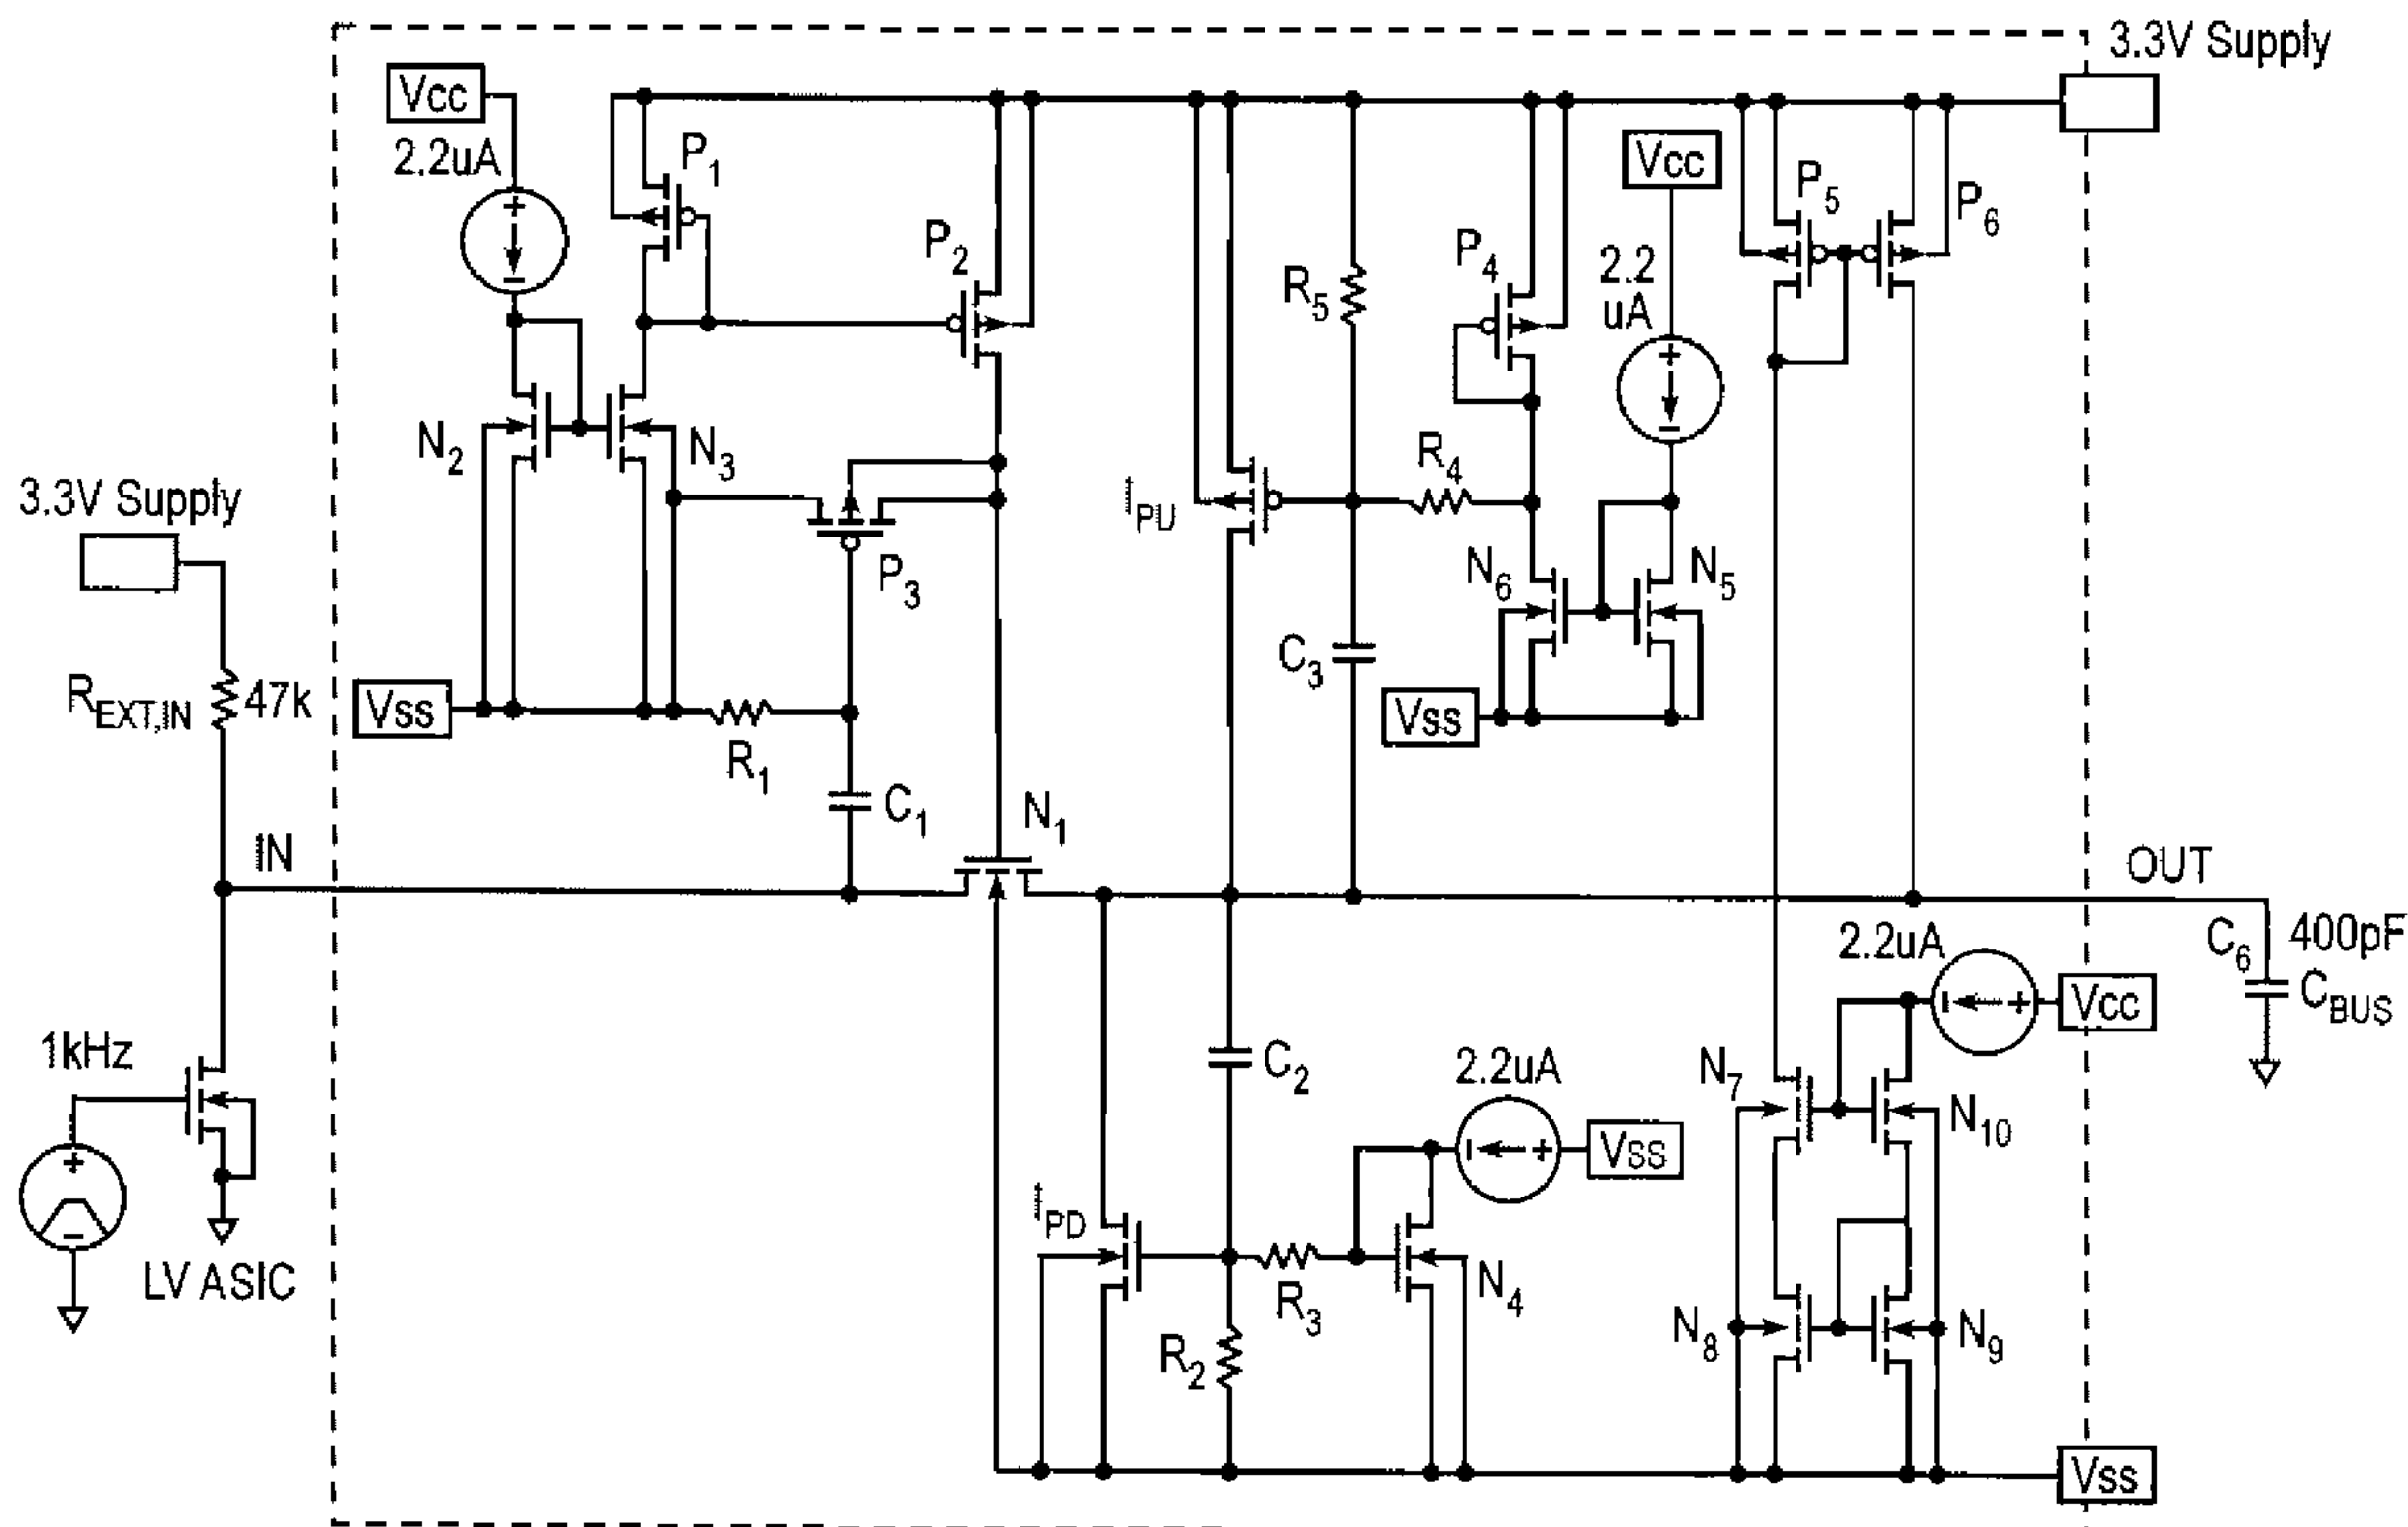 3.3V Supply
Vcc
2.2uA
P1
P2
N2
N3
P3
3.3V Supply
REXT,IN
47k
Vss
R1
C1
N1
IN
1kHz
LV ASIC
R5
P4
Vcc
2.2
uA
P5
P6
IPU
R4
N6
N5
C3
Vss
OUT
C6
400pF
CBUS
2.2uA
Vcc
C2
2.2uA
Vss
N7
N10
IPD
R3
N4
R2
N8
N9
Vss